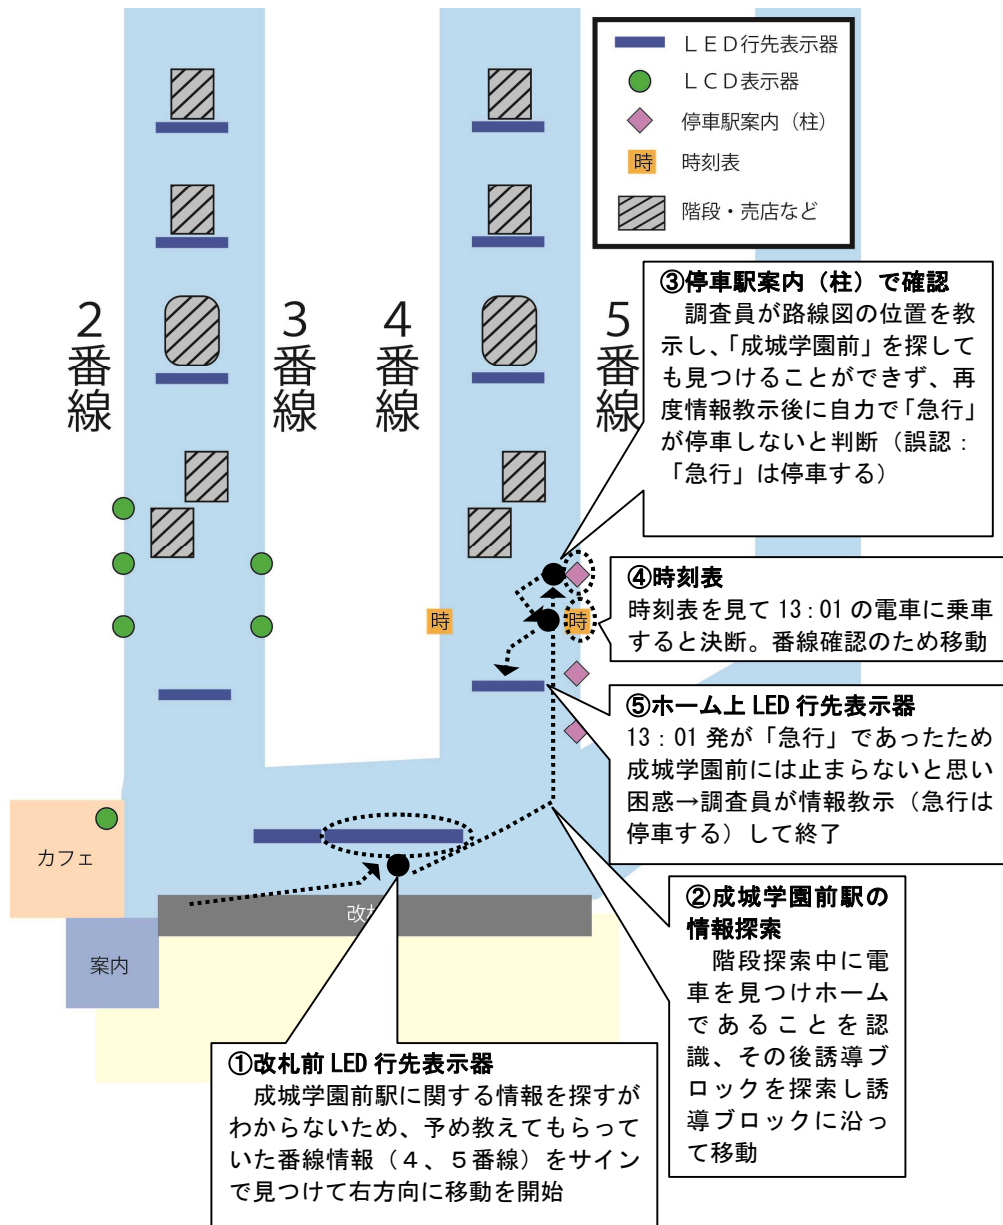 LED行先表示器
LCD表示器
停車駅案内（柱）
時
時刻表
階段・売店など
2番線
3番線
4番線
5番線
③停車駅案内（柱）で確認
調査員が路線図の位置を教
示し、「成城学園前」を探して
も見つけることができず、再
度情報教示後に自力で「急行」
が停車しないと判断（誤認：
「急行」は停車する）
時
時
④時刻表
時刻表を見て 13：01 の電車に乗車
すると決断。番線確認のため移動
⑤ホーム上 LED 行先表示器
13：01 発が「急行」であったため
成城学園前には止まらないと思い
困惑→調査員が情報教示（急行は
停車する）して終了
カフェ
改
案内
②成城学園前駅の
情報探索
階段探索中に電
車を見つけホーム
であることを認
識、その後誘導ブ
ロックを探索し誘
導ブロックに沿っ
て移動
①改札前 LED 行先表示器
成城学園前駅に関する情報を探すが
わからないため、予め教えてもらっ
ていた番線情報（４、５番線）をサイン
で見つけて右方向に移動を開始